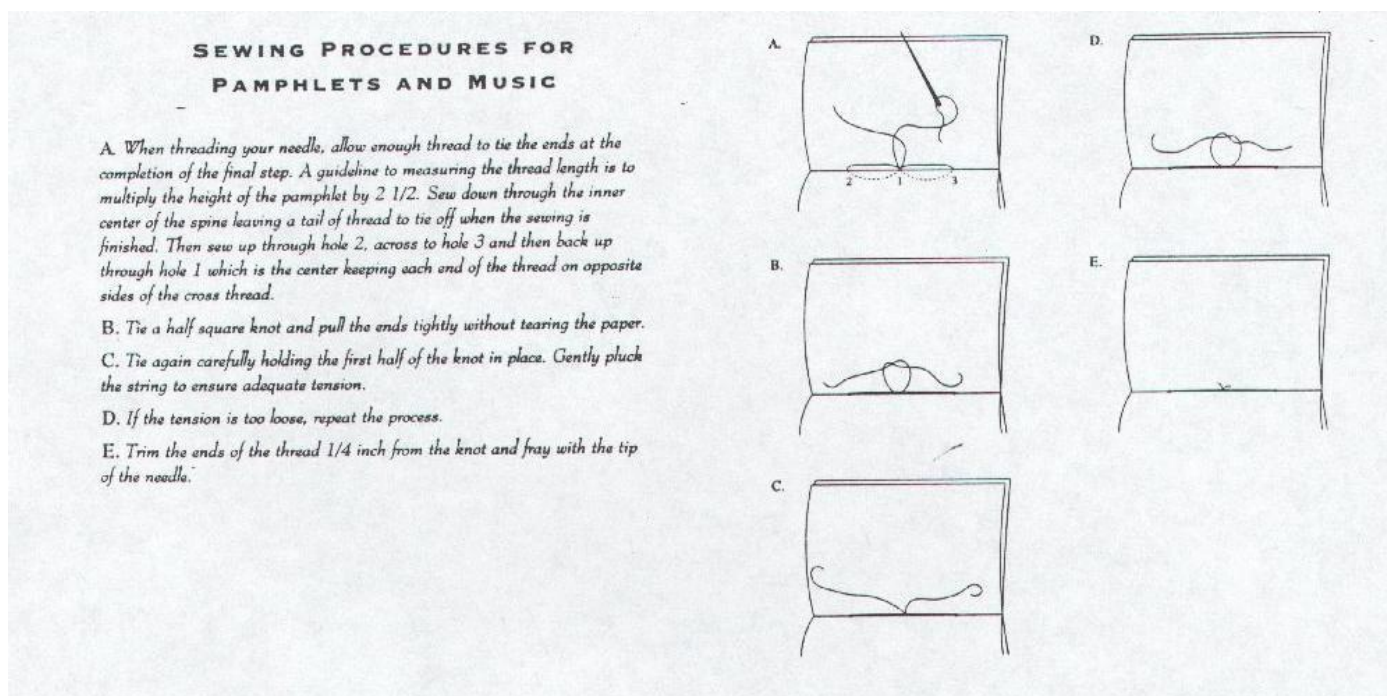 SEWING PROCEDURES FOR
PAMPHLETS AND MUSIC
A. When threading your needle, allow enough thread to tie the ends at the
completion of the final step. A guideline to measuring the thread length is to
multiply the height of the pamphlet by 2 1/2. Sew down through the inner
center of the spine leaving a tail of thread to tie off when the sewing is
finished. Then sew up through hole 2, across to hole 3 and then back up
through hole 1 which is the center keeping each end of the thread on opposite
sides of the cross thread.
B. Tie a half square knot and pull the ends tightly without tearing the paper.
C. Tie again carefully holding the first half of the knot in place. Gently pluck
the string to ensure adequate tension.
D. If the tension is too loose, repeat the process.
E. Trim the ends of the thread 1/4 inch from the knot and fray with the tip
of the needle.
A.
2 1 3
B.
C.
D.
E.